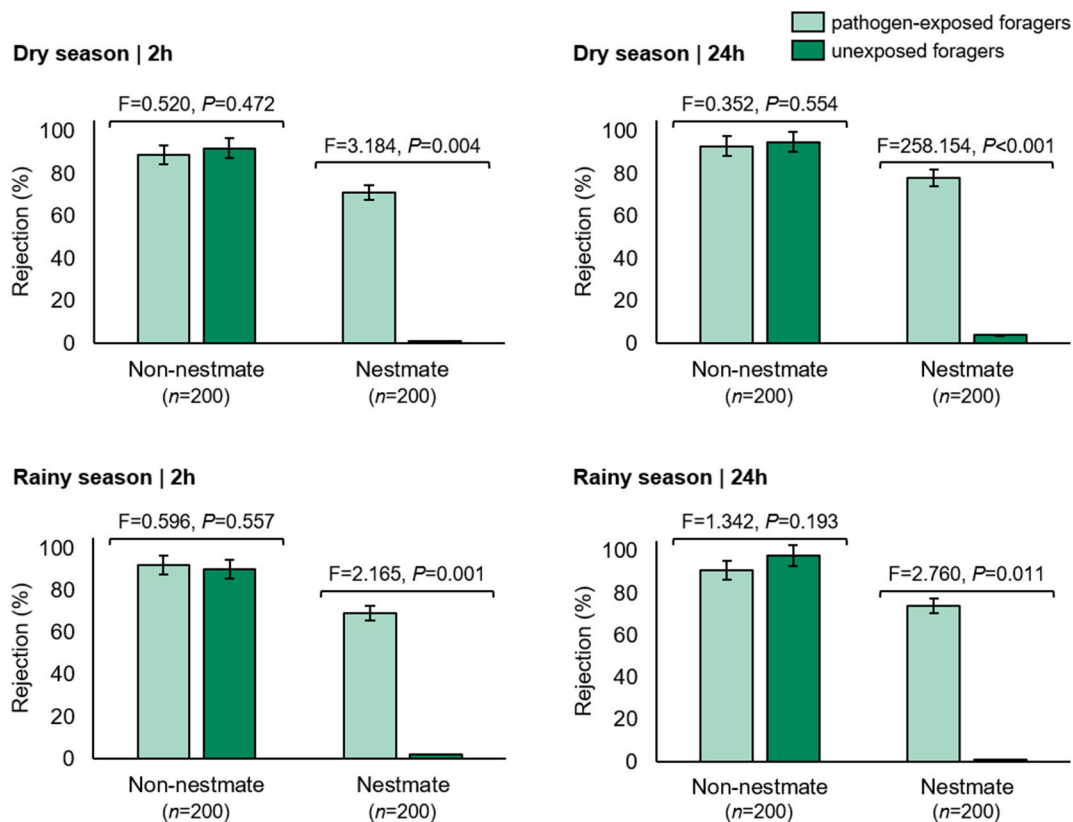 pathogen-exposed foragers
unexposed foragers
Dry season | 2h
F=0.520, P=0.472
F=3.184, P=0.004
Rejection (%)
100
80
60
40
20
0
Non-nestmate
(n=200)
Nestmate
(n=200)
Dry season | 24h
F=0.352, P=0.554
F=258.154, P<0.001
Rejection (%)
100
80
60
40
20
0
Non-nestmate
(n=200)
Nestmate
(n=200)
Rainy season | 2h
F=0.596, P=0.557
F=2.165, P=0.001
Rejection (%)
100
80
60
40
20
0
Non-nestmate
(n=200)
Nestmate
(n=200)
Rainy season | 24h
F=1.342, P=0.193
F=2.760, P=0.011
Rejection (%)
100
80
60
40
20
0
Non-nestmate
(n=200)
Nestmate
(n=200)